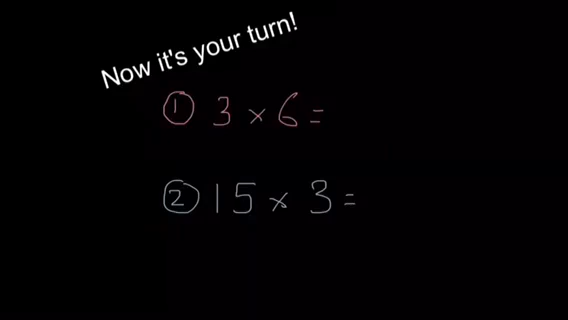 Now it's your turn!
① 3 × 6 =
② 15 × 3 =